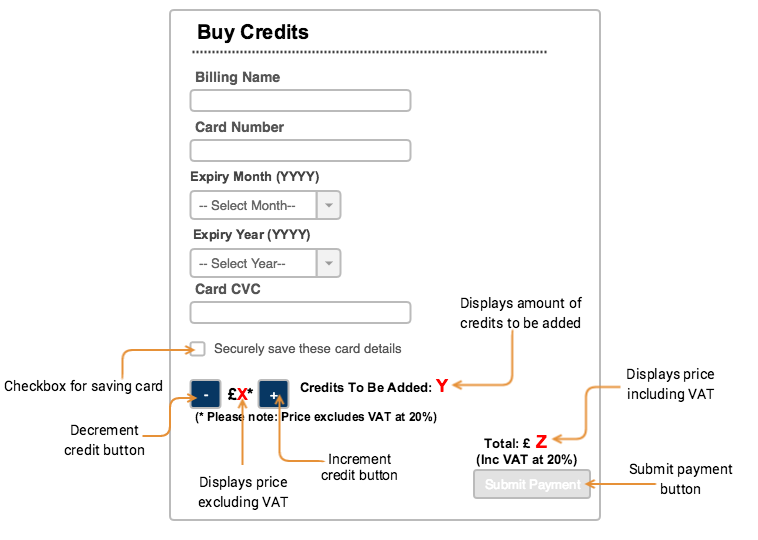 Buy Credits
Billing Name
Card Number
Expiry Month (YYYY)
-- Select Month--
Expiry Year (YYYY)
-- Select Year--
Card CVC
Displays amount of
credits to be added
Securely save these card details
Checkbox for saving card
- £X* +
Credits To Be Added: Y
Displays price
including VAT
(* Please note: Price excludes VAT at 20%)
Decrement
credit button
Total: £ Z
(Inc VAT at 20%)
Increment
credit button
Displays price
excluding VAT
Submit Payment
Submit payment
button